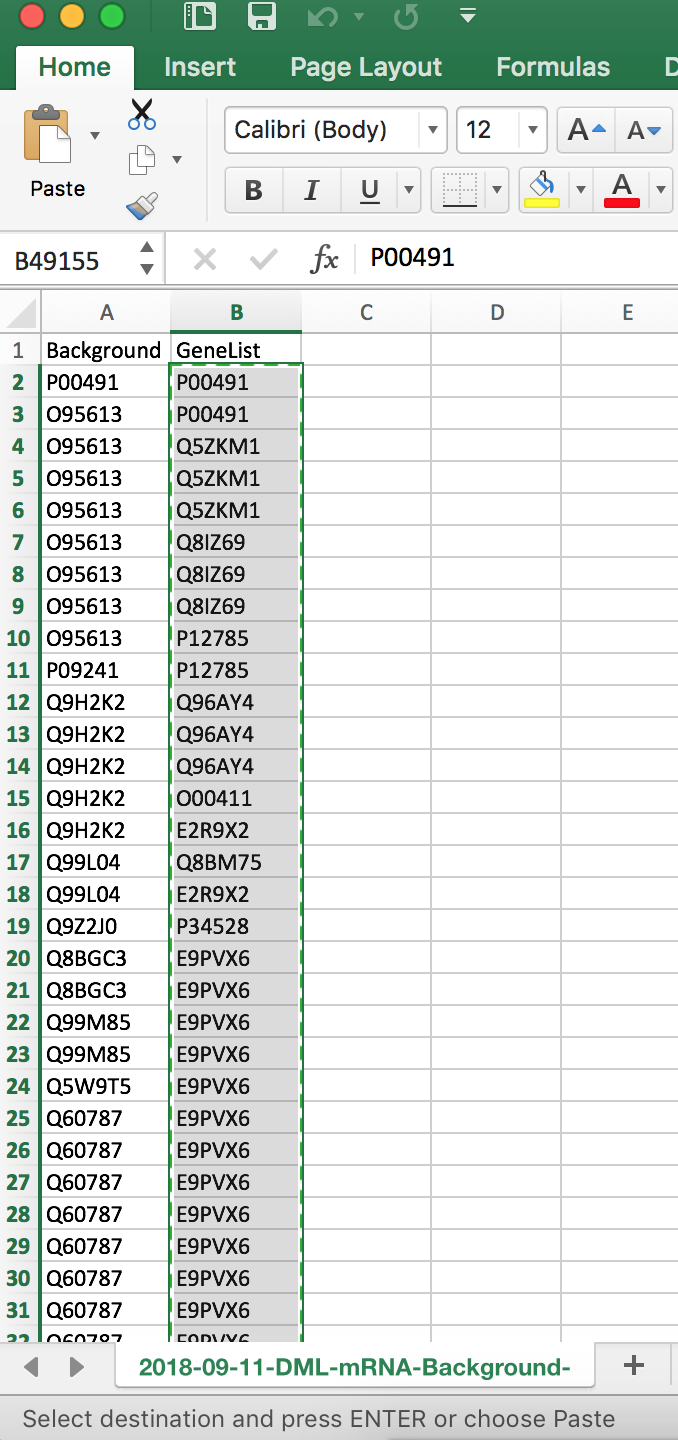 Home Insert Page Layout Formulas D
Calibri (Body) 12 A A
Paste B I U A
B49155 fx P00491
A B C D E
1 Background GeneList
2 P00491 P00491
3 O95613 P00491
4 O95613 Q5ZKM1
5 O95613 Q5ZKM1
6 O95613 Q5ZKM1
7 O95613 Q8IZ69
8 O95613 Q8IZ69
9 O95613 Q8IZ69
10 O95613 P12785
11 P09241 P12785
12 Q9H2K2 Q96AY4
13 Q9H2K2 Q96AY4
14 Q9H2K2 Q96AY4
15 Q9H2K2 O00411
16 Q9H2K2 E2R9X2
17 Q99L04 Q8BM75
18 Q99L04 E2R9X2
19 Q9Z2J0 P34528
20 Q8BGC3 E9PVX6
21 Q8BGC3 E9PVX6
22 Q99M85 E9PVX6
23 Q99M85 E9PVX6
24 Q5W9T5 E9PVX6
25 Q60787 E9PVX6
26 Q60787 E9PVX6
27 Q60787 E9PVX6
28 Q60787 E9PVX6
29 Q60787 E9PVX6
30 Q60787 E9PVX6
31 Q60787 E9PVX6
32 Q60787 E9PVX6
2018-09-11-DML-mRNA-Background-
Select destination and press ENTER or choose Paste